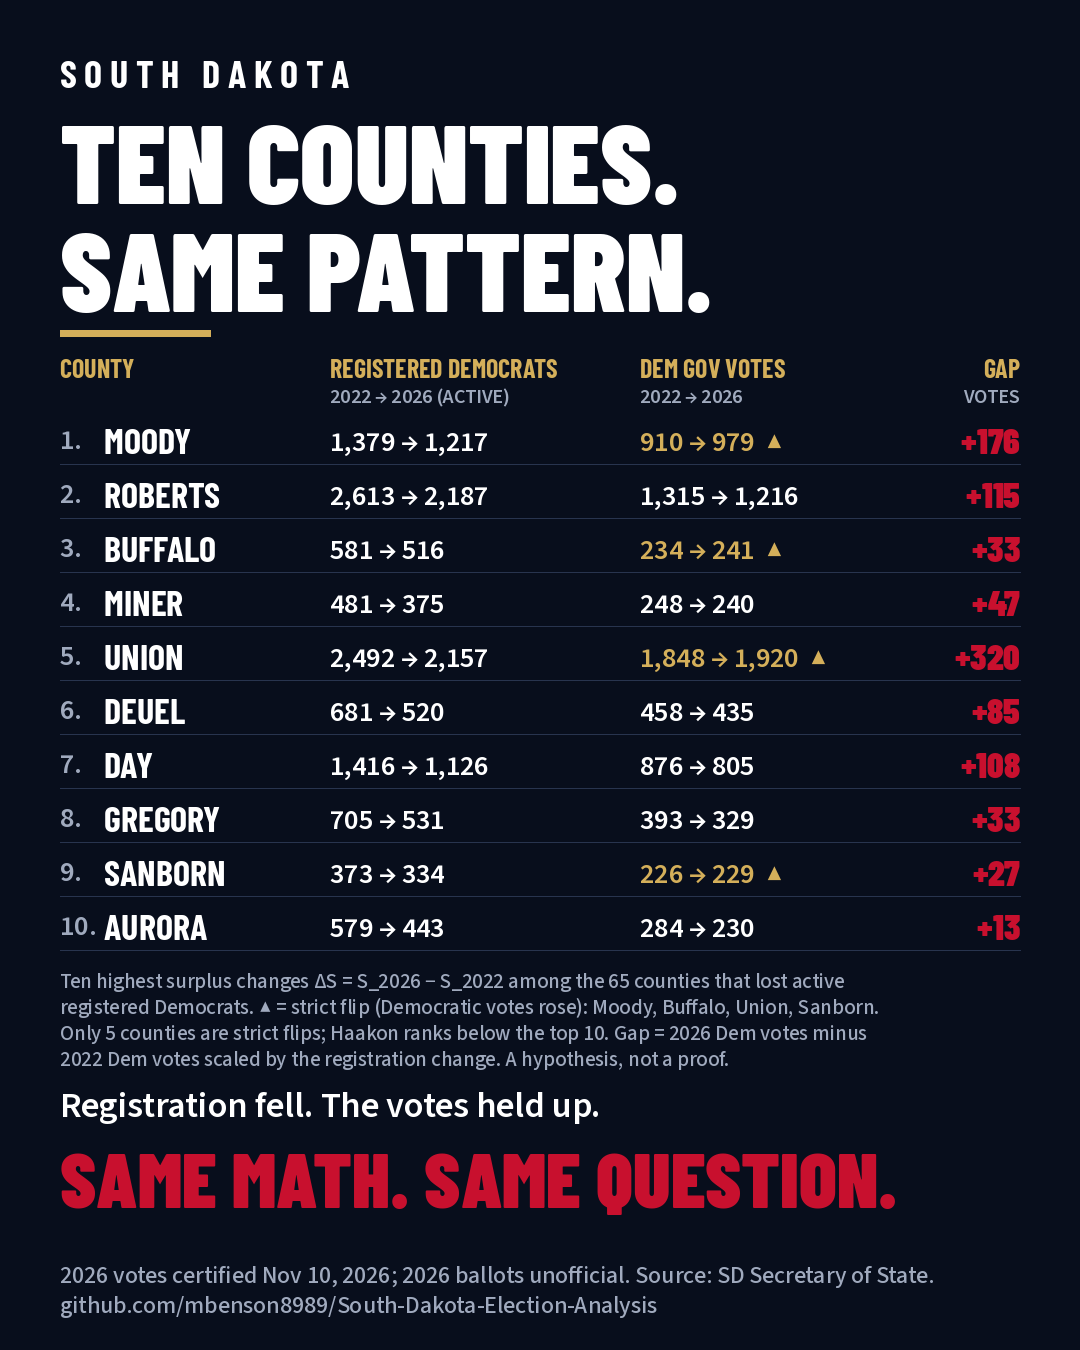 SOUTH DAKOTA
TEN COUNTIES.
SAME PATTERN.
COUNTY REGISTERED DEMOCRATS DEM GOV VOTES GAP
2022 → 2026 (ACTIVE) 2022 → 2026 VOTES
1. MOODY 1,379 → 1,217 910 → 979 ▲ +176
2. ROBERTS 2,613 → 2,187 1,315 → 1,216 +115
3. BUFFALO 581 → 516 234 → 241 ▲ +33
4. MINER 481 → 375 248 → 240 +47
5. UNION 2,492 → 2,157 1,848 → 1,920 ▲ +320
6. DEUEL 681 → 520 458 → 435 +85
7. DAY 1,416 → 1,126 876 → 805 +108
8. GREGORY 705 → 531 393 → 329 +33
9. SANBORN 373 → 334 226 → 229 ▲ +27
10. AURORA 579 → 443 284 → 230 +13
Ten highest surplus changes ΔS = S_2026 − S_2022 among the 65 counties that lost active
registered Democrats. ▲ = strict flip (Democratic votes rose): Moody, Buffalo, Union, Sanborn.
Only 5 counties are strict flips; Haakon ranks below the top 10. Gap = 2026 Dem votes minus
2022 Dem votes scaled by the registration change. A hypothesis, not a proof.
Registration fell. The votes held up.
SAME MATH. SAME QUESTION.
2026 votes certified Nov 10, 2026; 2026 ballots unofficial. Source: SD Secretary of State.
github.com/mbenson8989/South-Dakota-Election-Analysis